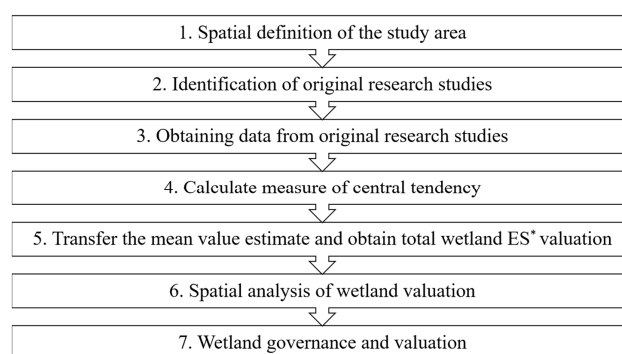 1. Spatial definition of the study area
2. Identification of original research studies
3. Obtaining data from original research studies
4. Calculate measure of central tendency
5. Transfer the mean value estimate and obtain total wetland ES* valuation
6. Spatial analysis of wetland valuation
7. Wetland governance and valuation